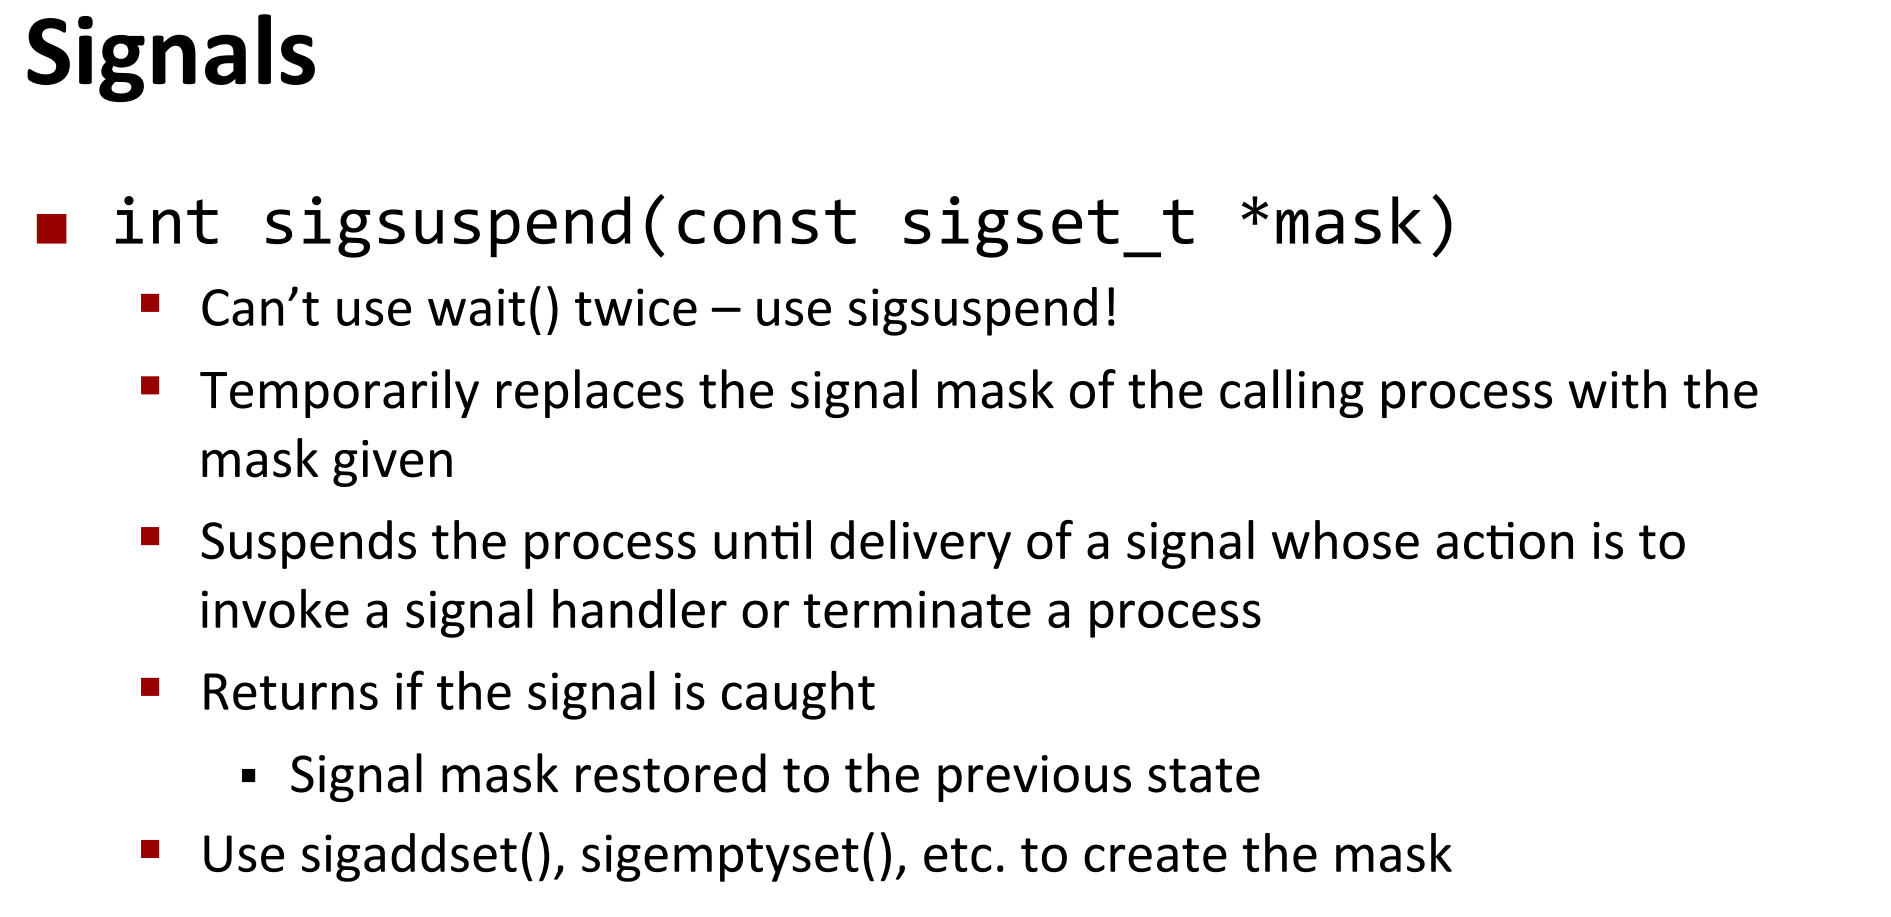 Signals
■ int sigsuspend(const sigset_t *mask)
▪ Can’t use wait() twice – use sigsuspend!
▪ Temporarily replaces the signal mask of the calling process with the
mask given
▪ Suspends the process until delivery of a signal whose action is to
invoke a signal handler or terminate a process
▪ Returns if the signal is caught
▪ Signal mask restored to the previous state
▪ Use sigaddset(), sigemptyset(), etc. to create the mask